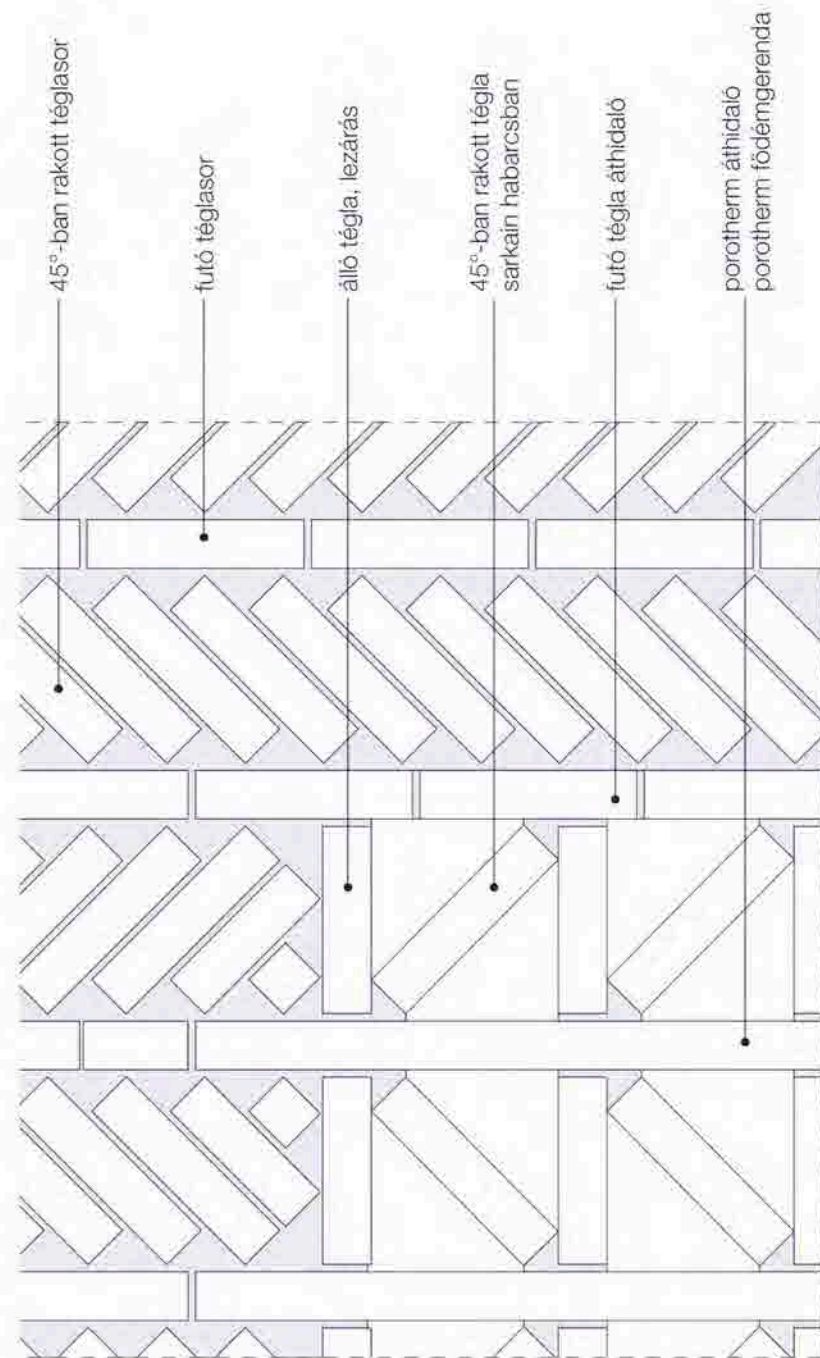 45°-ban rakott téglasor
futó téglasor
álló tégla, lezárás
45°-ban rakott tégla
sarkain habarcsban
futó tégla áthidaló
porotherm áthidaló
porotherm födémgerenda